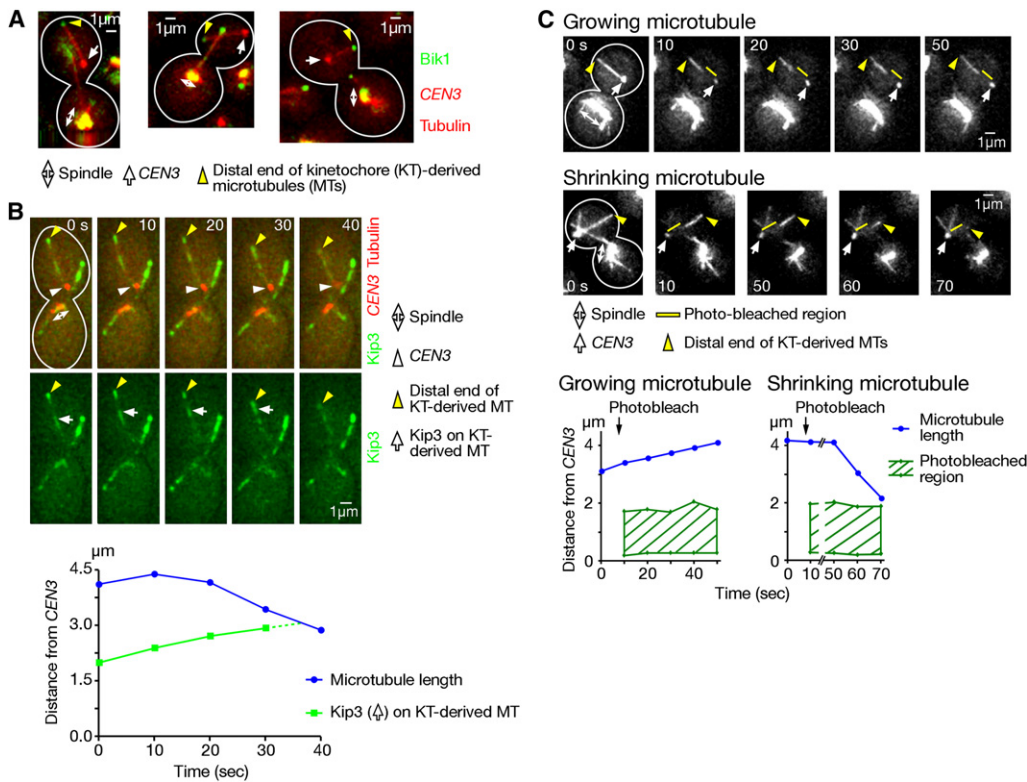 A
1µm
1µm
1µm
Bik1
CEN3
Tubulin
Spindle
CEN3
Distal end of kinetochore (KT)-derived
microtubules (MTs)
B
0 s
10
20
30
40
Kip3 CEN3 Tubulin
Spindle
CEN3
Kip3
1µm
Distal end of
KT-derived MT
Kip3 on KT-
derived MT
µm
4.5
3.0
1.5
0.0
Distance from CEN3
0
10
20
30
40
Time (sec)
Microtubule length
Kip3 ( ) on KT-derived MT
C
Growing microtubule
0 s
10
20
30
50
1µm
Shrinking microtubule
1µm
0 s
10
50
60
70
Spindle
Photo-bleached region
CEN3
Distal end of KT-derived MTs
Growing microtubule
Photobleach
µm
4
2
0
Distance from CEN3
0
20
40
Shrinking microtubule
Photobleach
µm
4
2
0
0
10
50
60
70
Time (sec)
Microtubule
length
Photobleached
region